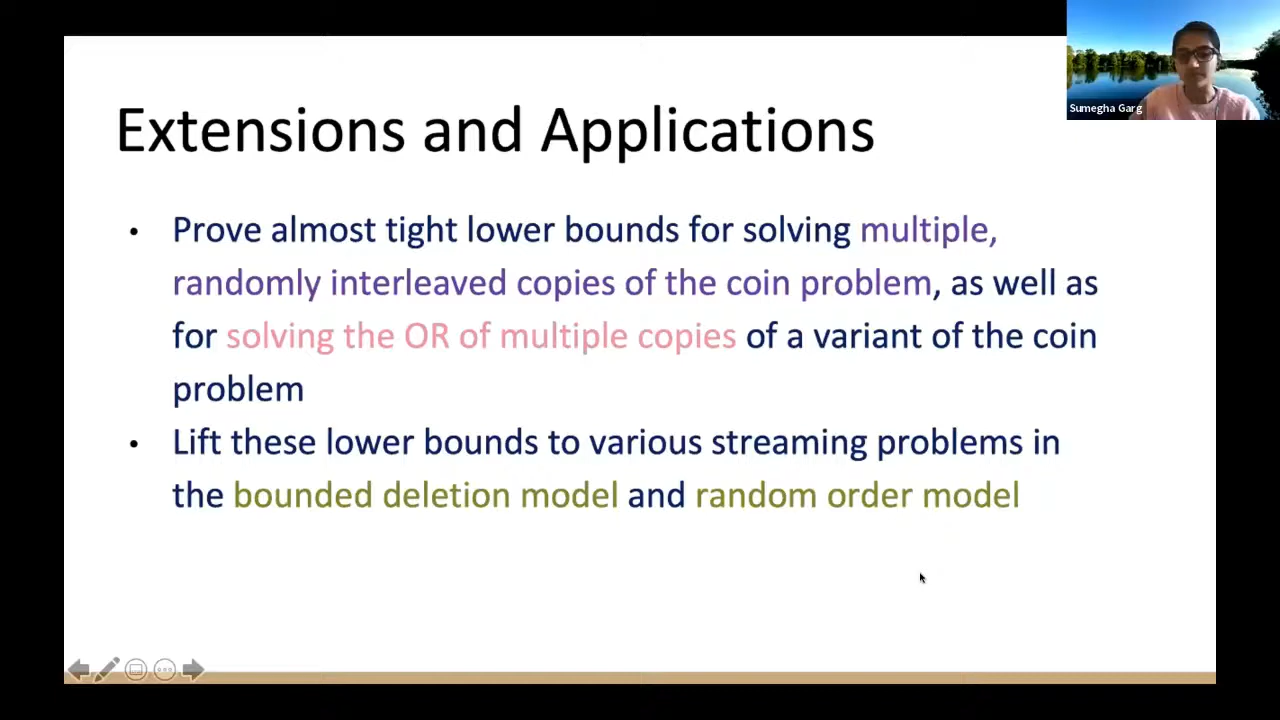 Sumegha Garg
Extensions and Applications
• Prove almost tight lower bounds for solving multiple,
randomly interleaved copies of the coin problem, as well as
for solving the OR of multiple copies of a variant of the coin
problem
• Lift these lower bounds to various streaming problems in
the bounded deletion model and random order model